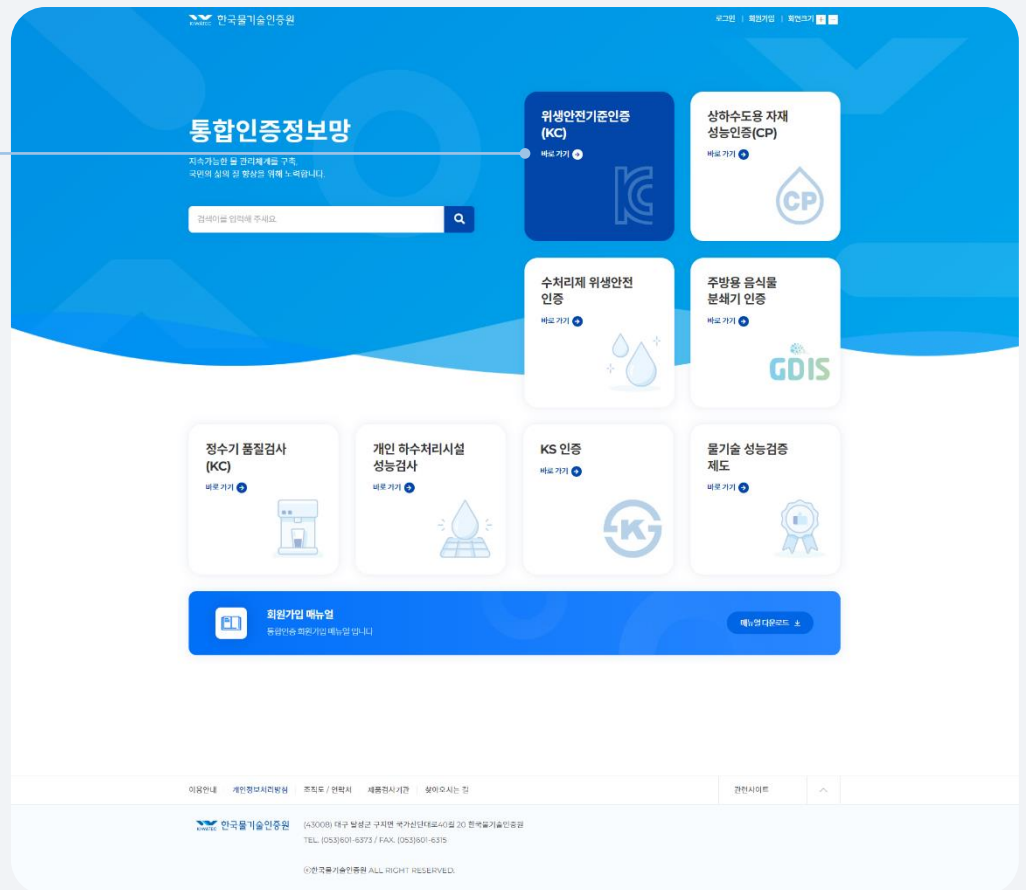 KIWATEC 한국물기술인증원
로그인 | 회원가입 | 화면크기 + -
통합인증정보망
지속가능한 물 관리체계를 구축,
국민의 삶의 질 향상을 위해 노력합니다.
검색어를 입력해 주세요.
위생안전기준인증
(KC)
바로가기
상하수도용 자재
성능인증(CP)
바로가기
CP
수처리제 위생안전
인증
바로가기
주방용 음식물
분쇄기 인증
바로가기
GDIS
정수기 품질검사
(KC)
바로가기
개인 하수처리시설
성능검사
바로가기
KS 인증
바로가기
물기술 성능검증
제도
바로가기
회원가입 매뉴얼
통합인증 회원가입 매뉴얼 입니다
매뉴얼 다운로드
이용안내
개인정보처리방침
조직도 / 연락처
제품검사기관
찾아오시는 길
관련사이트
KIWATEC 한국물기술인증원
(43008) 대구 달성군 구지면 국가산단대로40길 20 한국물기술인증원
TEL. (053)601-6373 / FAX. (053)601-6315
ⓒ한국물기술인증원 ALL RIGHT RESERVED.